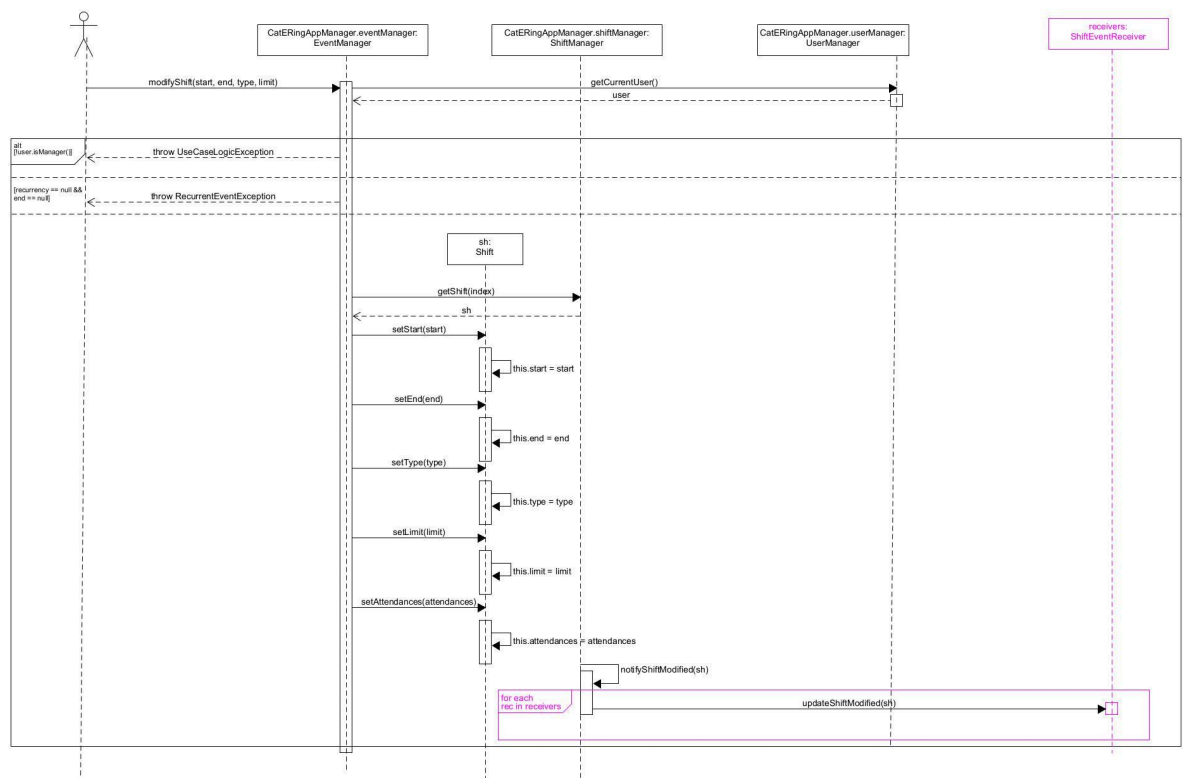 CatERingAppManager.eventManager:
EventManager
CatERingAppManager.shiftManager:
ShiftManager
CatERingAppManager.userManager:
UserManager
receivers:
ShiftEventReceiver
modifyShift(start, end, type, limit)
getCurrentUser()
user
alt
[!user.isManager()]
throw UseCaseLogicException
[recurrency == null &&
end == null]
throw RecurrentEventException
sh:
Shift
getShift(index)
sh
setStart(start)
this.start = start
setEnd(end)
this.end = end
setType(type)
this.type = type
setLimit(limit)
this.limit = limit
setAttendances(attendances)
this.attendances = attendances
notifyShiftModified(sh)
for each
rec in receivers
updateShiftModified(sh)